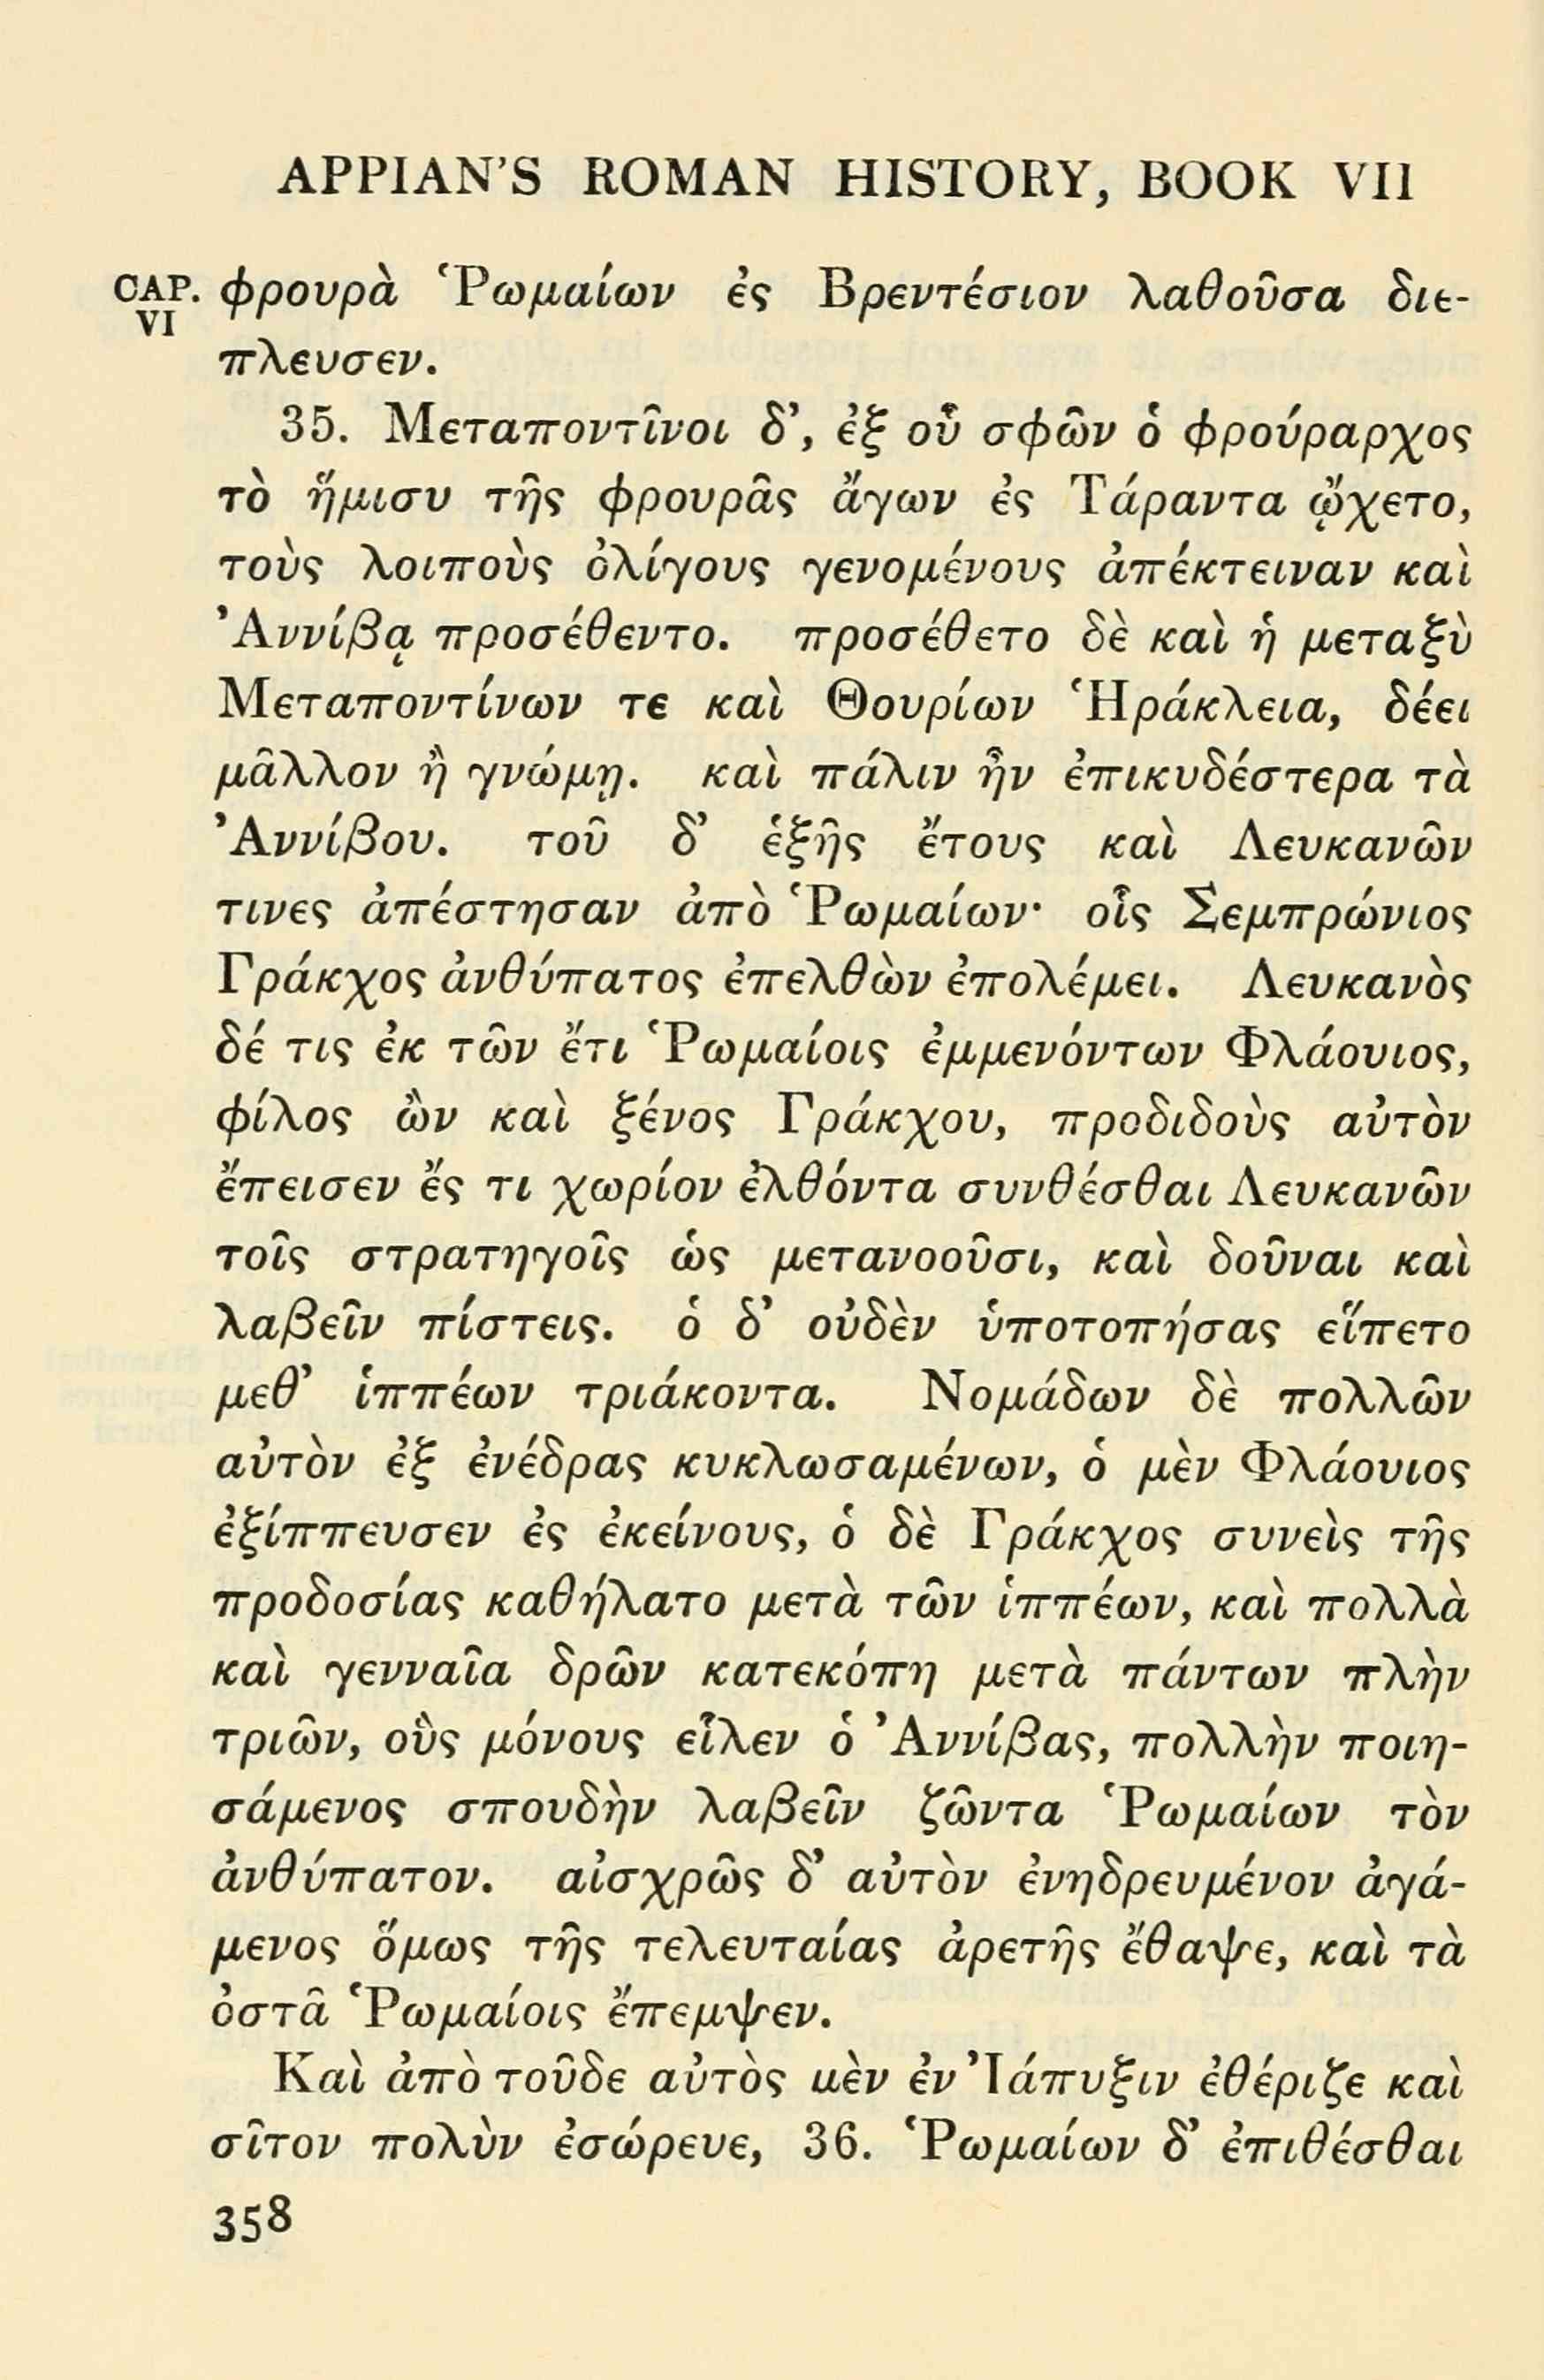 APPIAN'S ROMAN HISTORY, BOOK VII
CAP. VI
φρουρὰ Ῥωμαίων ἐς Βρεντέσιον λαθοῦσα διέ-
πλευσεν.
35. Μεταποντῖνοι δ', ἐξ οὗ σφῶν ὁ φρούραρχος
τὸ ἥμισυ τῆς φρουρᾶς ἄγων ἐς Τάραντα ᾤχετο,
τοὺς λοιποὺς ὀλίγους γενομένους ἀπέκτειναν καὶ
Ἀννίβᾳ προσέθεντο. προσέθετο δὲ καὶ ἡ μεταξὺ
Μεταποντίνων τε καὶ Θουρίων Ἡράκλεια, δέει
μᾶλλον ἢ γνώμῃ. καὶ πάλιν ἦν ἐπικυδέστερα τὰ
Ἀννίβου. τοῦ δ' ἑξῆς ἔτους καὶ Λευκανῶν
τινες ἀπέστησαν ἀπὸ Ῥωμαίων· οἷς Σεμπρώνιος
Γράκχος ἀνθύπατος ἐπελθὼν ἐπολέμει. Λευκανὸς
δέ τις ἐκ τῶν ἔτι Ῥωμαίοις ἐμμενόντων Φλάουιος,
φίλος ὢν καὶ ξένος Γράκχου, προδιδοὺς αὐτὸν
ἔπεισεν ἔς τι χωρίον ἐλθόντα συνθέσθαι Λευκανῶν
τοῖς στρατηγοῖς ὡς μετανοοῦσι, καὶ δοῦναι καὶ
λαβεῖν πίστεις. ὁ δ' οὐδὲν ὑποτοπήσας εἵπετο
μεθ' ἱππέων τριάκοντα. Νομάδων δὲ πολλῶν
αὐτὸν ἐξ ἐνέδρας κυκλωσαμένων, ὁ μὲν Φλάουιος
ἐξίππευσεν ἐς ἐκείνους, ὁ δὲ Γράκχος συνεὶς τῆς
προδοσίας καθήλατο μετὰ τῶν ἱππέων, καὶ πολλὰ
καὶ γενναῖα δρῶν κατεκόπη μετὰ πάντων πλὴν
τριῶν, οὓς μόνους εἷλεν ὁ Ἀννίβας, πολλὴν ποιη-
σάμενος σπουδὴν λαβεῖν ζῶντα Ῥωμαίων τὸν
ἀνθύπατον. αἰσχρῶς δ' αὐτὸν ἐνηδρευμένον ἀγά-
μενος ὅμως τῆς τελευταίας ἀρετῆς ἔθαψε, καὶ τὰ
ὀστᾶ Ῥωμαίοις ἔπεμψεν.
Καὶ ἀπὸ τοῦδε αὐτὸς μὲν ἐν Ἰάπυξιν ἐθέριζε καὶ
σῖτον πολὺν ἐσώρευε, 36. Ῥωμαίων δ' ἐπιθέσθαι
358